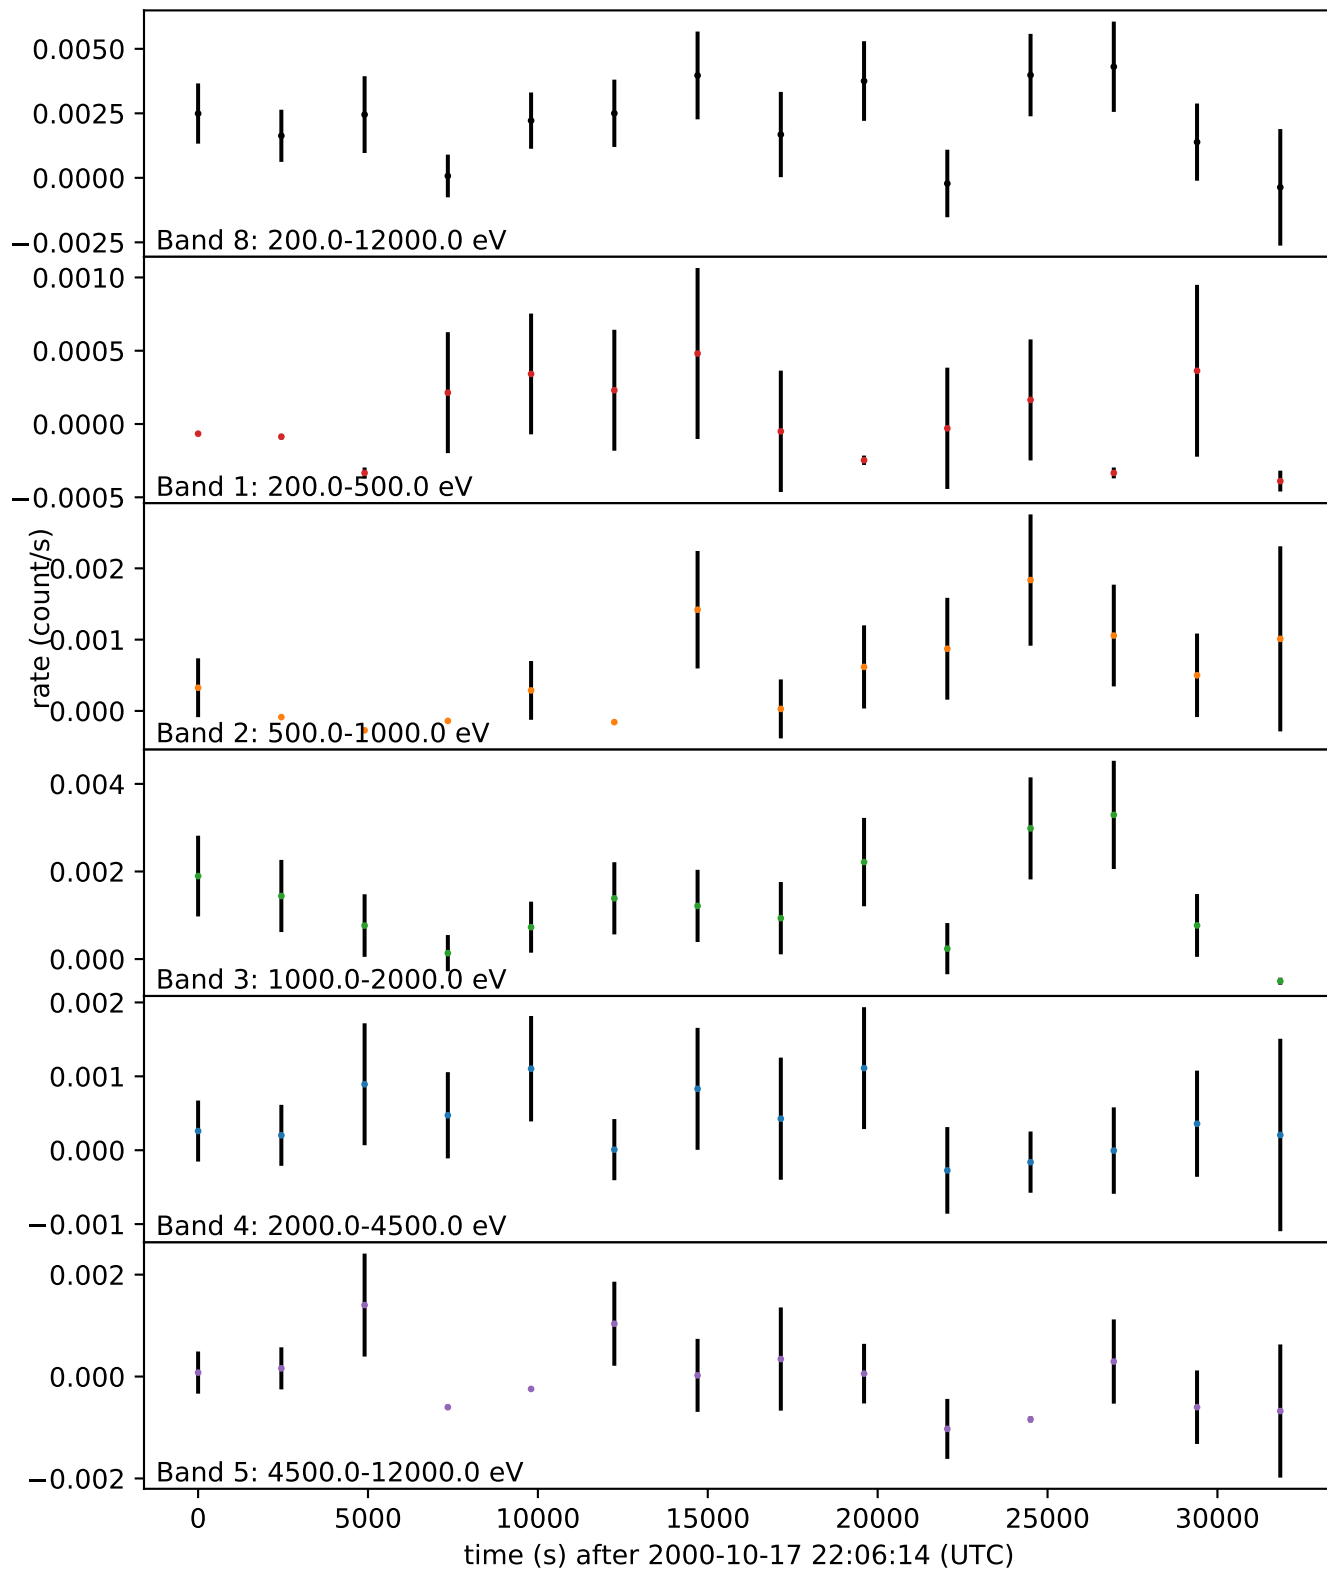 0.0050
0.0025
0.0000
−0.0025
Band 8: 200.0-12000.0 eV
0.0010
0.0005
0.0000
−0.0005
Band 1: 200.0-500.0 eV
rate (count/s)
0.002
0.001
0.000
Band 2: 500.0-1000.0 eV
0.004
0.002
0.000
Band 3: 1000.0-2000.0 eV
0.002
0.001
0.000
−0.001
Band 4: 2000.0-4500.0 eV
0.002
0.000
−0.002
Band 5: 4500.0-12000.0 eV
0 5000 10000 15000 20000 25000 30000
time (s) after 2000-10-17 22:06:14 (UTC)